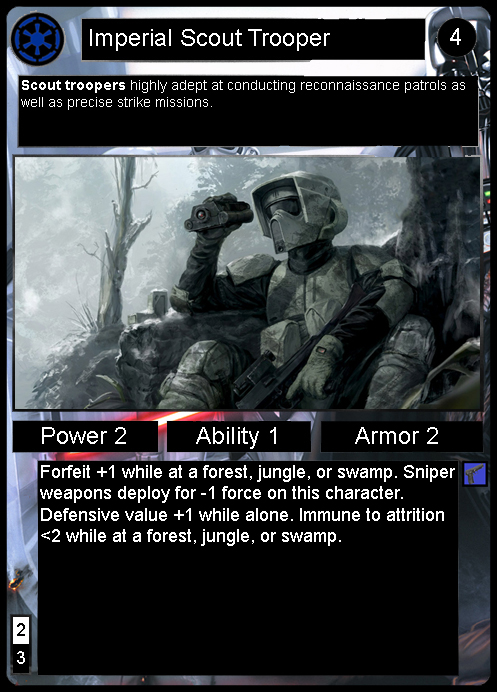 Imperial Scout Trooper
4
Scout troopers highly adept at conducting reconnaissance patrols as
well as precise strike missions.
Power 2
Ability 1
Armor 2
Forfeit +1 while at a forest, jungle, or swamp. Sniper
weapons deploy for -1 force on this character.
Defensive value +1 while alone. Immune to attrition
<2 while at a forest, jungle, or swamp.
2
3